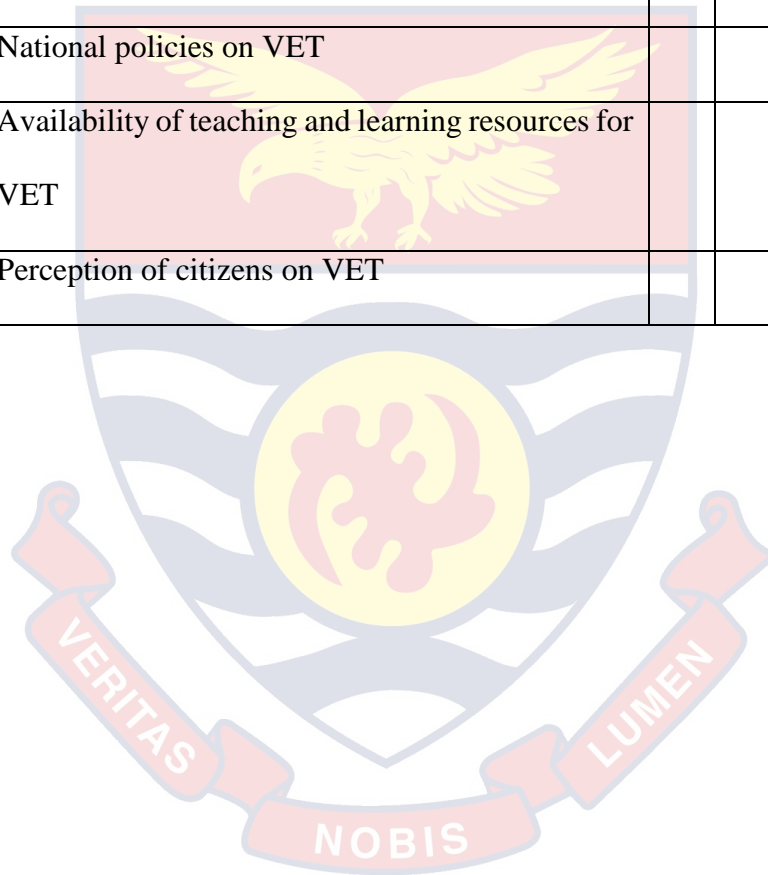 National policies on VET
Availability of teaching and learning resources for
VET
Perception of citizens on VET
VERITAS
NOBIS
LUMEN